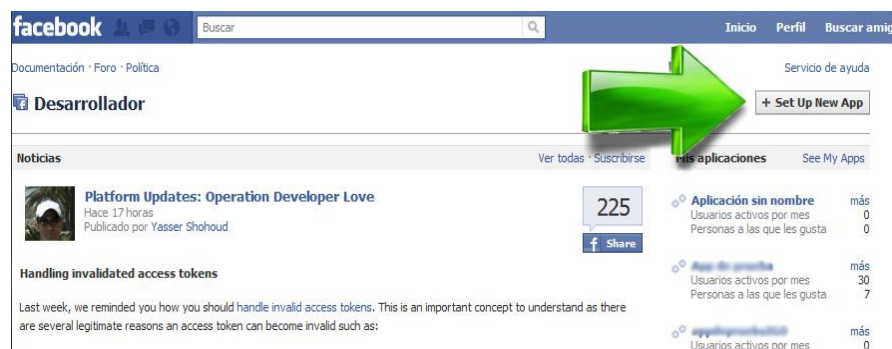 facebook
Buscar
Inicio Perfil Buscar amig
Documentación · Foro · Política
Servicio de ayuda
Desarrollador
+ Set Up New App
Noticias
Ver todas · Suscribirse
Mis aplicaciones
See My Apps
Platform Updates: Operation Developer Love
Hace 17 horas
Publicado por Yasser Shohoud
225
Share
Handling invalidated access tokens
Last week, we reminded you how you should handle invalid access tokens. This is an important concept to understand as there
are several legitimate reasons an access token can become invalid such as:
Aplicación sin nombre más
Usuarios activos por mes 0
Personas a las que les gusta 0
más
Usuarios activos por mes 30
Personas a las que les gusta 7
más
Usuarios activos por mes 0